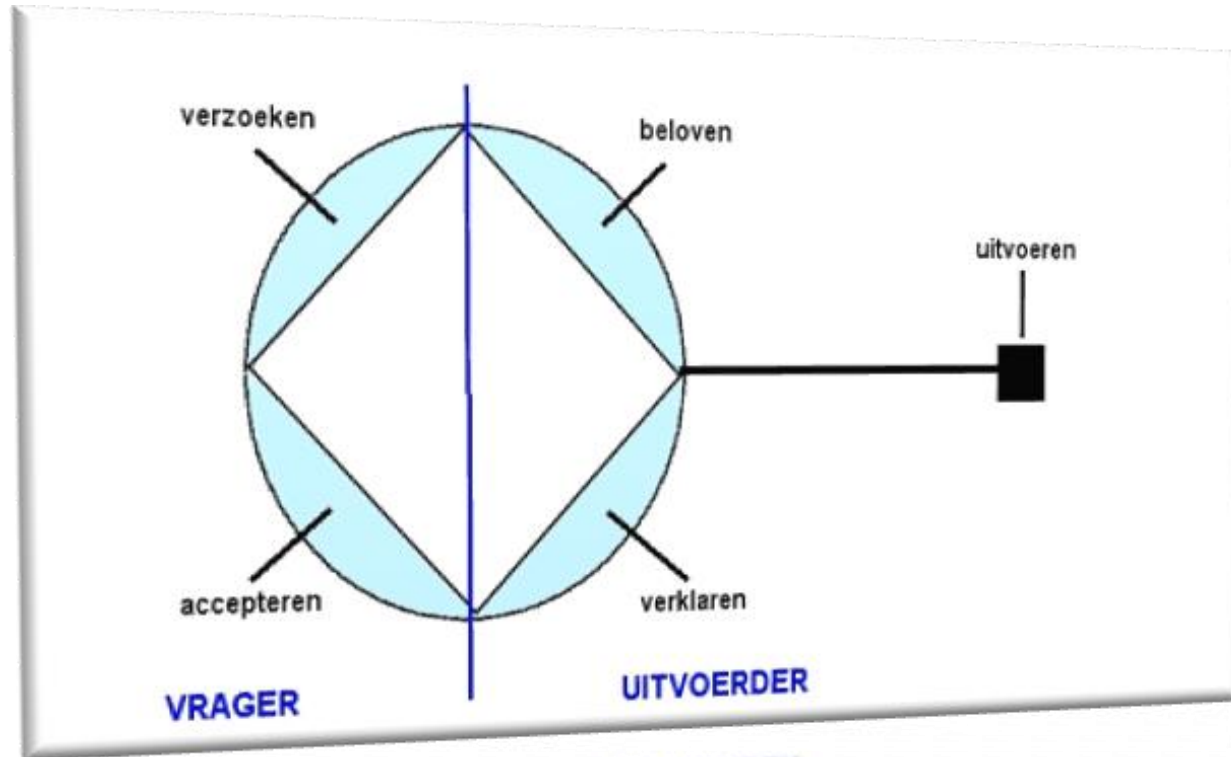 verzoeken
beloven
uitvoeren
accepteren
verklaren
VRAGER
UITVOERDER